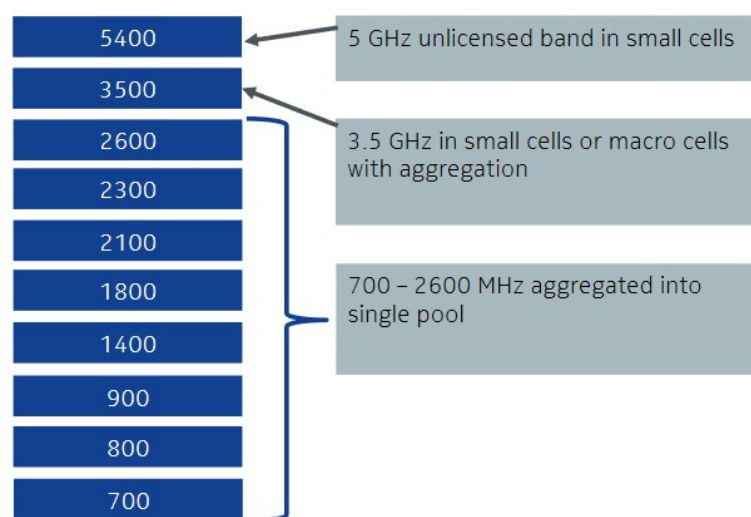 5400
3500
2600
2300
2100
1800
1400
900
800
700
5 GHz unlicensed band in small cells
3.5 GHz in small cells or macro cells
with aggregation
700 – 2600 MHz aggregated into
single pool